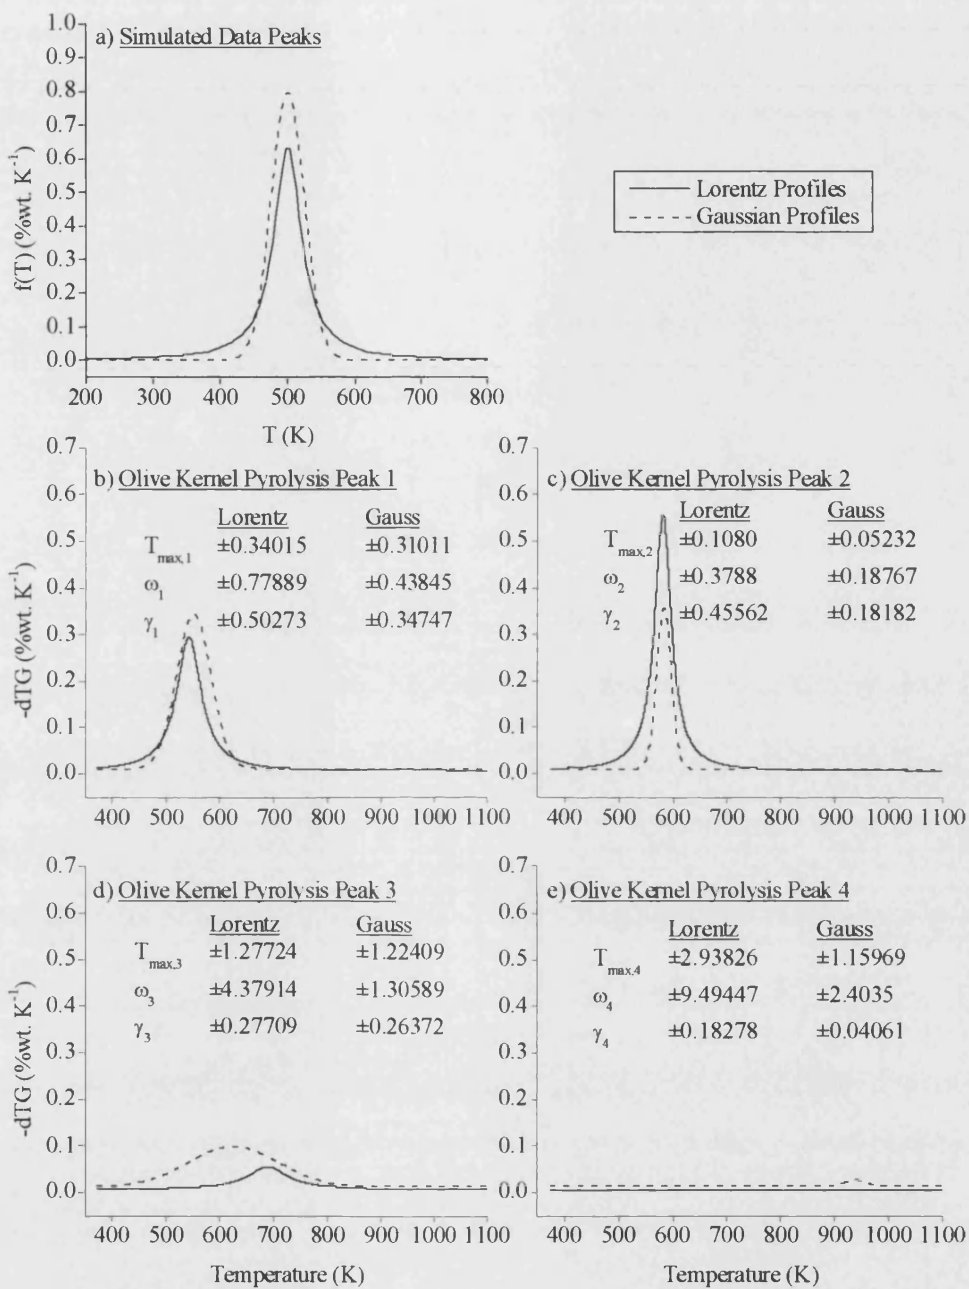 a) Simulated Data Peaks
1.0
0.9
0.8
0.7
0.6
0.5
0.4
0.3
0.2
0.1
0.0
f(T) (%wt. K⁻¹)
200 300 400 500 600 700 800
T (K)
Lorentz Profiles
Gaussian Profiles
b) Olive Kernel Pyrolysis Peak 1
Lorentz Gauss
Tmax,1 ±0.34015 ±0.31011
ω1 ±0.77889 ±0.43845
γ1 ±0.50273 ±0.34747
0.7
0.6
0.5
0.4
0.3
0.2
0.1
0.0
-dTG (%wt. K⁻¹)
400 500 600 700 800 900 1000 1100
c) Olive Kernel Pyrolysis Peak 2
Lorentz Gauss
Tmax,2 ±0.1080 ±0.05232
ω2 ±0.3788 ±0.18767
γ2 ±0.45562 ±0.18182
0.7
0.6
0.5
0.4
0.3
0.2
0.1
0.0
400 500 600 700 800 900 1000 1100
d) Olive Kernel Pyrolysis Peak 3
Lorentz Gauss
Tmax,3 ±1.27724 ±1.22409
ω3 ±4.37914 ±1.30589
γ3 ±0.27709 ±0.26372
0.7
0.6
0.5
0.4
0.3
0.2
0.1
0.0
-dTG (%wt. K⁻¹)
400 500 600 700 800 900 1000 1100
Temperature (K)
e) Olive Kernel Pyrolysis Peak 4
Lorentz Gauss
Tmax,4 ±2.93826 ±1.15969
ω4 ±9.49447 ±2.4035
γ4 ±0.18278 ±0.04061
0.7
0.6
0.5
0.4
0.3
0.2
0.1
0.0
400 500 600 700 800 900 1000 1100
Temperature (K)